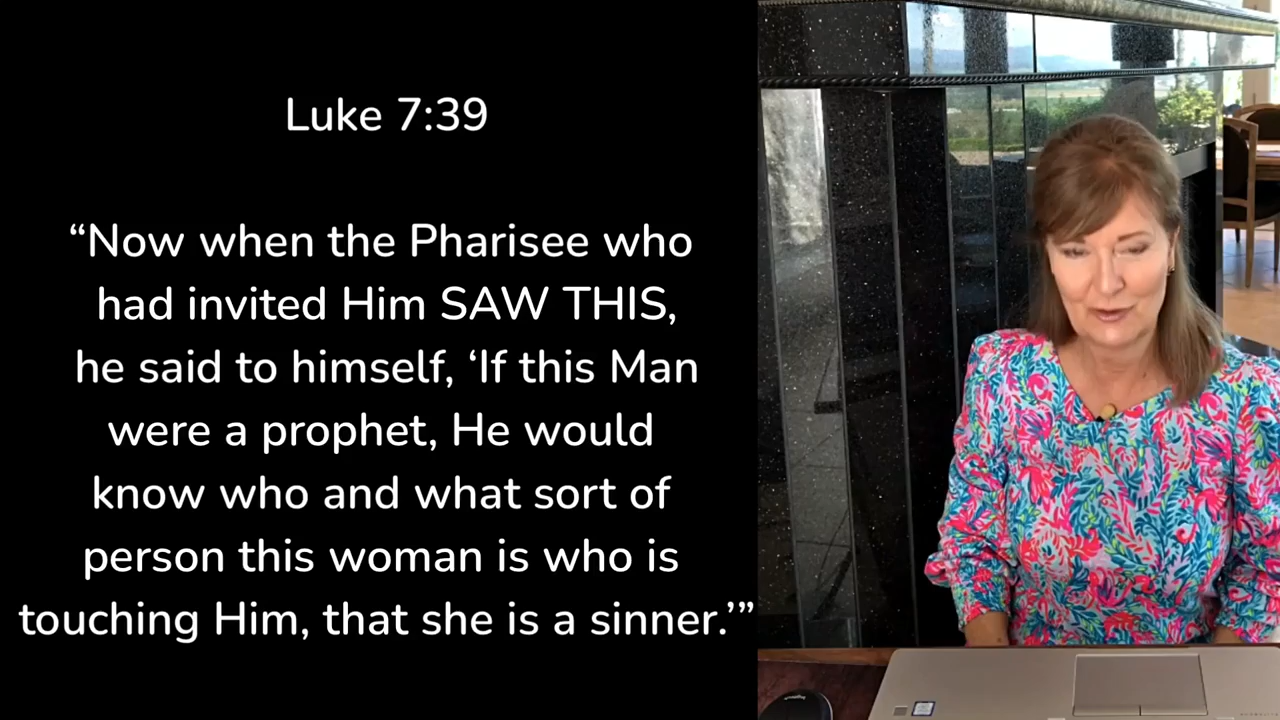 Luke 7:39
“Now when the Pharisee who
had invited Him SAW THIS,
he said to himself, ‘If this Man
were a prophet, He would
know who and what sort of
person this woman is who is
touching Him, that she is a sinner.’”